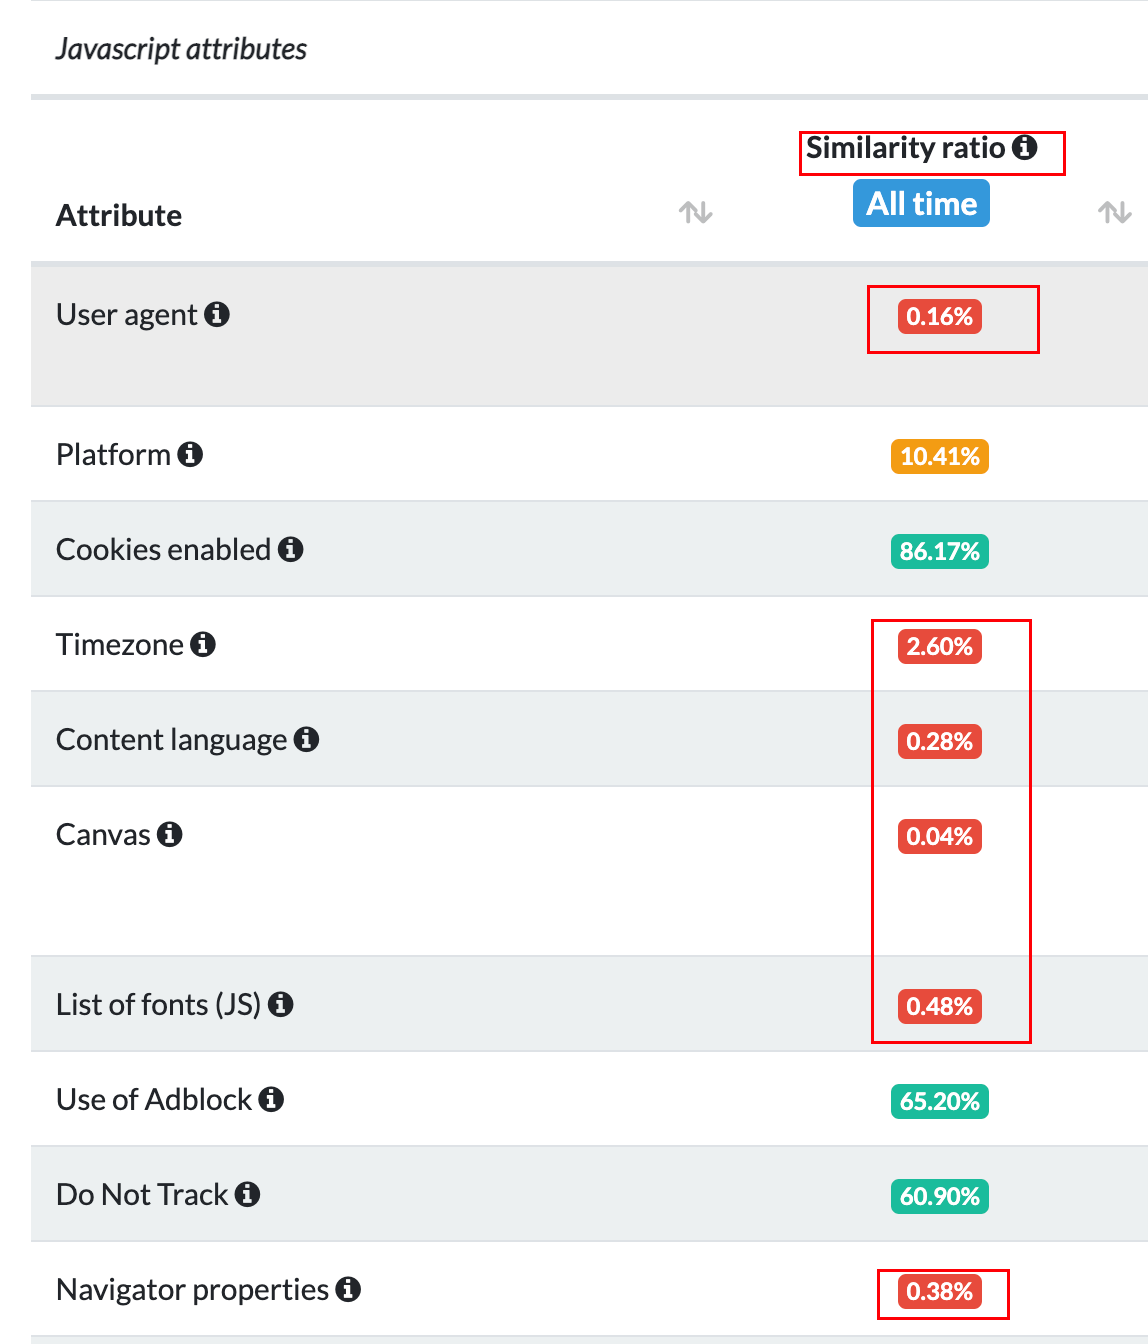 Javascript attributes
Similarity ratio
Attribute
All time
User agent
0.16%
Platform
10.41%
Cookies enabled
86.17%
Timezone
2.60%
Content language
0.28%
Canvas
0.04%
List of fonts (JS)
0.48%
Use of Adblock
65.20%
Do Not Track
60.90%
Navigator properties
0.38%